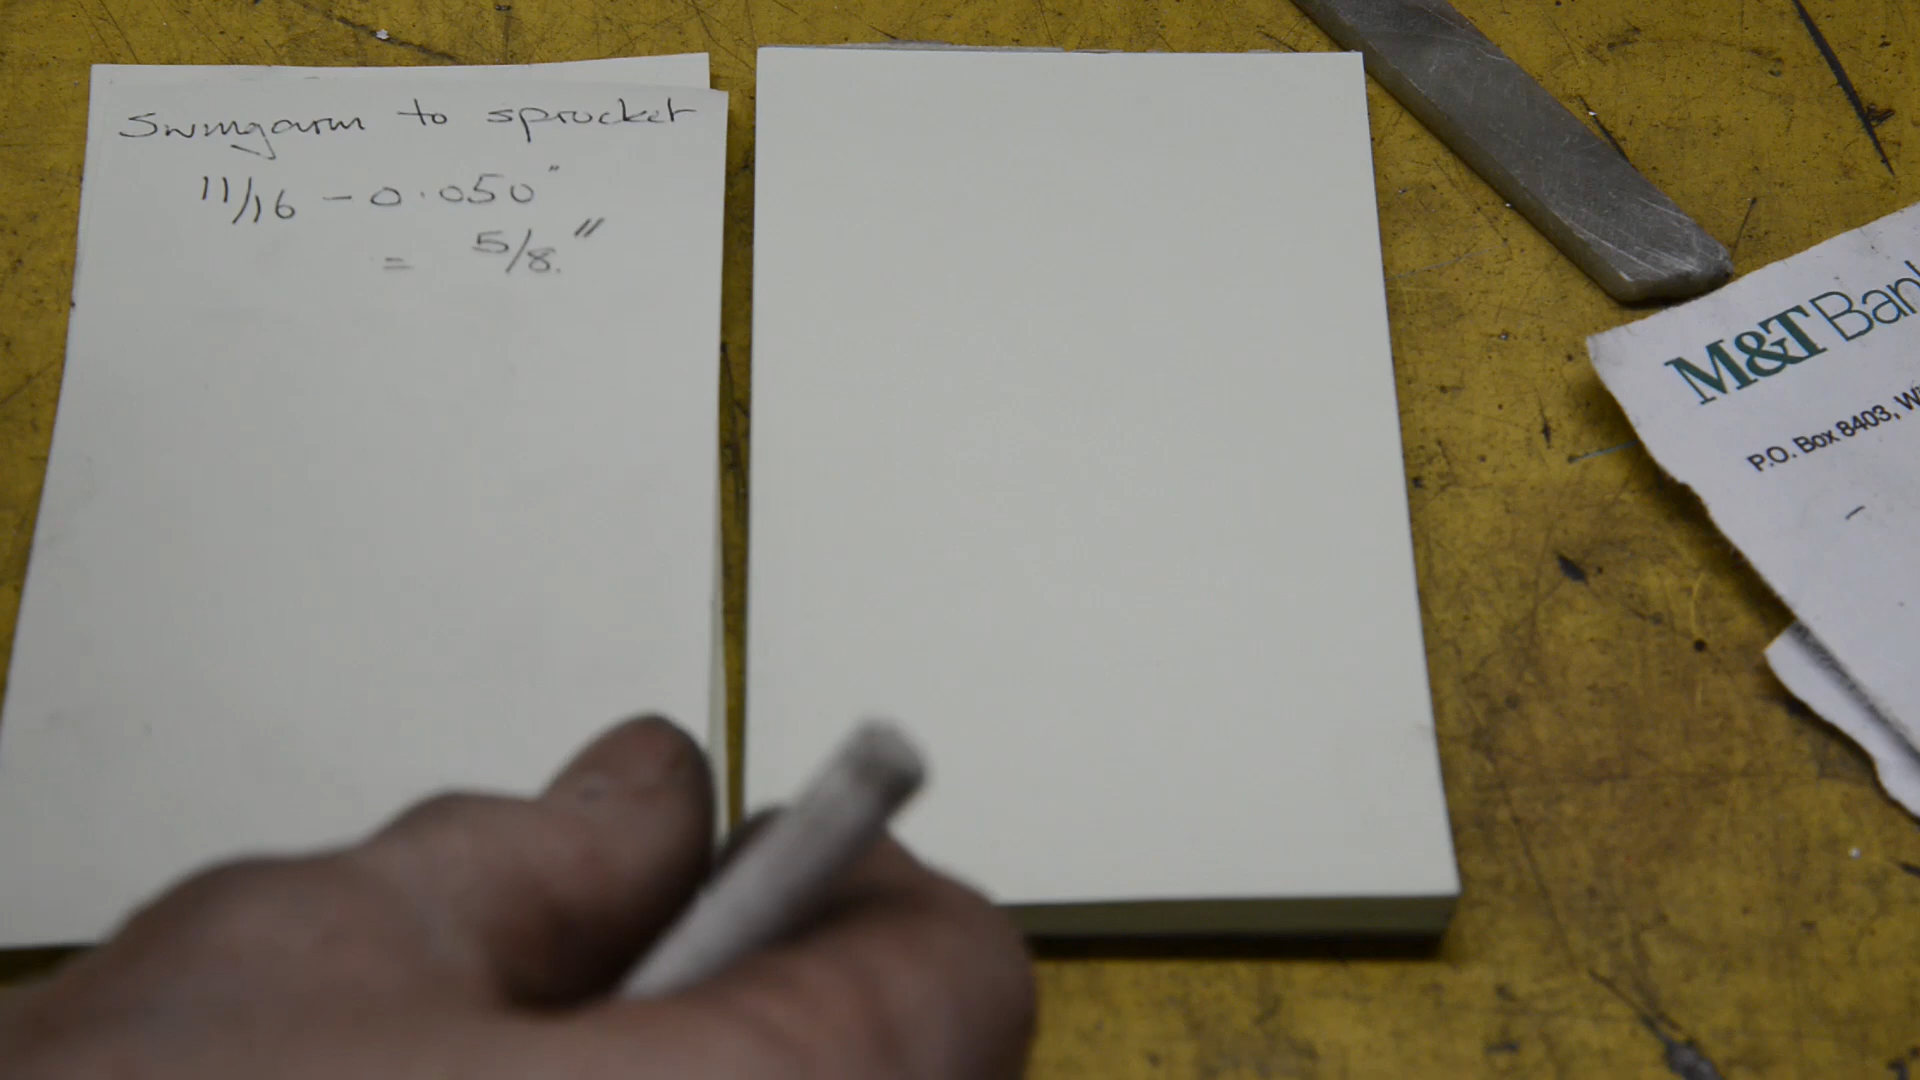 Swingarm to sprocket
11/16 - 0.050"
= 5/8"
M&T Bank
P.O. Box 8403, W